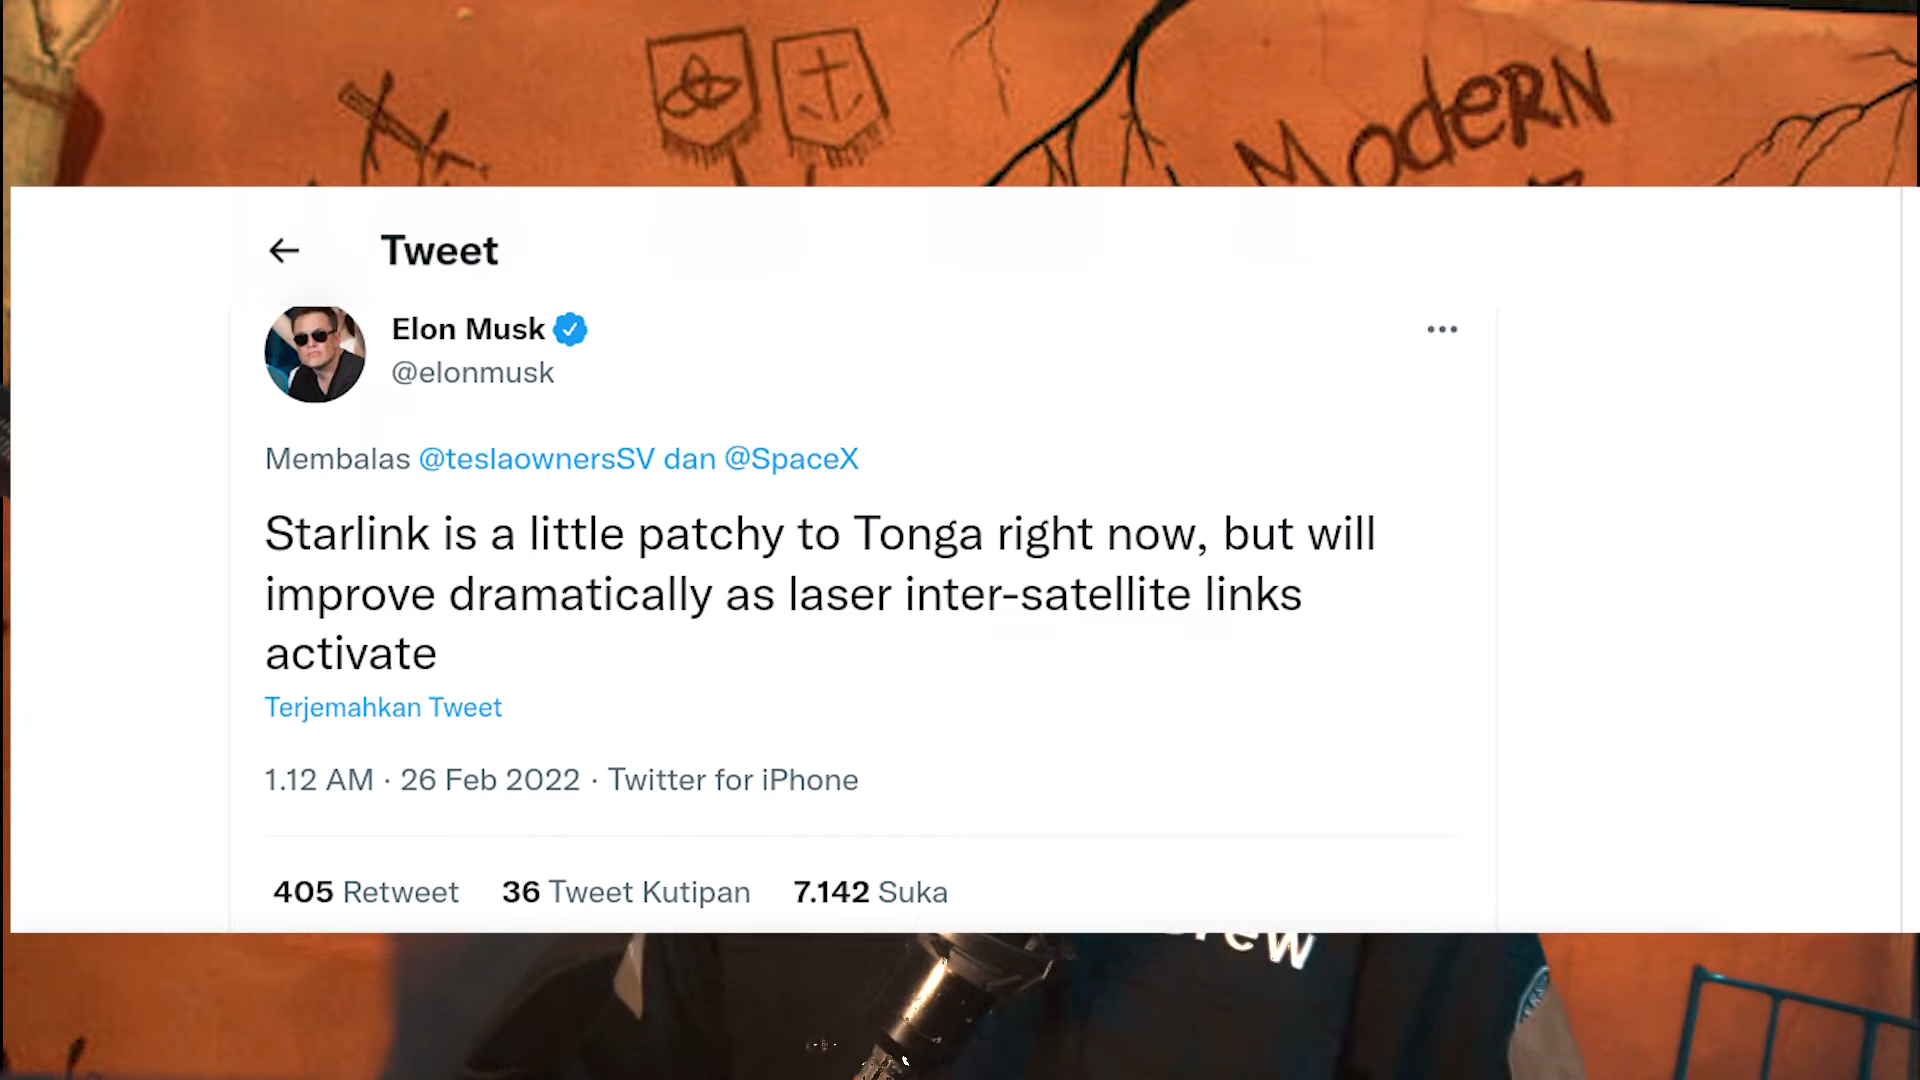 Modern
Tweet
Elon Musk
@elonmusk
Membalas @teslaownersSV dan @SpaceX
Starlink is a little patchy to Tonga right now, but will
improve dramatically as laser inter-satellite links
activate
Terjemahkan Tweet
1.12 AM · 26 Feb 2022 · Twitter for iPhone
405 Retweet 36 Tweet Kutipan 7.142 Suka